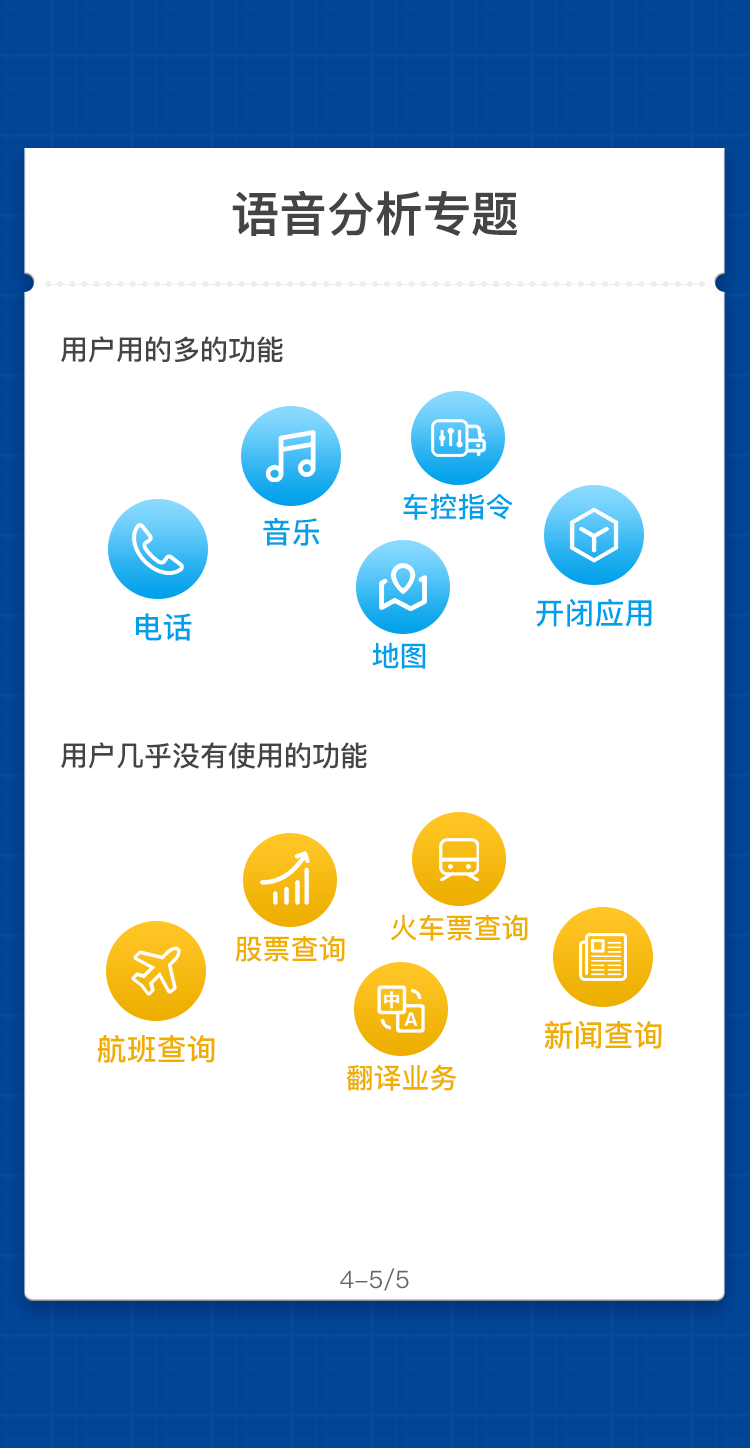 语音分析专题
用户用的多的功能
车控指令
音乐
开闭应用
电话
地图
用户几乎没有使用的功能
火车票查询
股票查询
新闻查询
航班查询
中
A
翻译业务
4-5/5